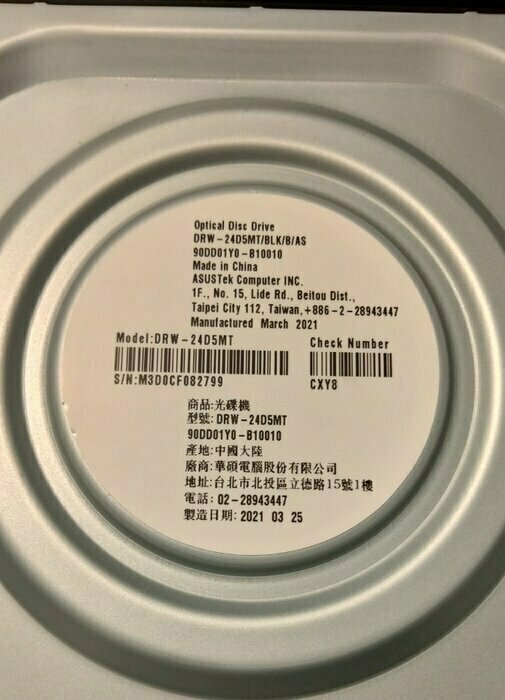 Optical Disc Drive
DRW-24D5MT/BLK/B/AS
90DD01Y0-B10010
Made in China
ASUSTek Computer INC.
1F., No. 15, Lide Rd., Beitou Dist.,
Taipei City 112, Taiwan,+886-2-28943447
Manufactured March 2021
Model:DRW-24D5MT
Check Number
S/N:M3D0CF082799
CXY8
商品:光碟機
型號:DRW-24D5MT
90DD01Y0-B10010
產地:中國大陸
廠商:華碩電腦股份有限公司
地址:台北市北投區立德路15號1樓
電話: 02-28943447
製造日期: 2021 03 25